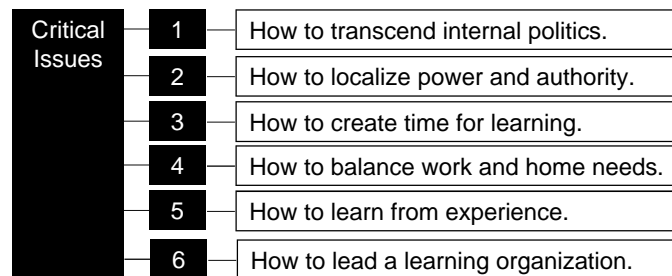 Critical
Issues
1 How to transcend internal politics.
2 How to localize power and authority.
3 How to create time for learning.
4 How to balance work and home needs.
5 How to learn from experience.
6 How to lead a learning organization.